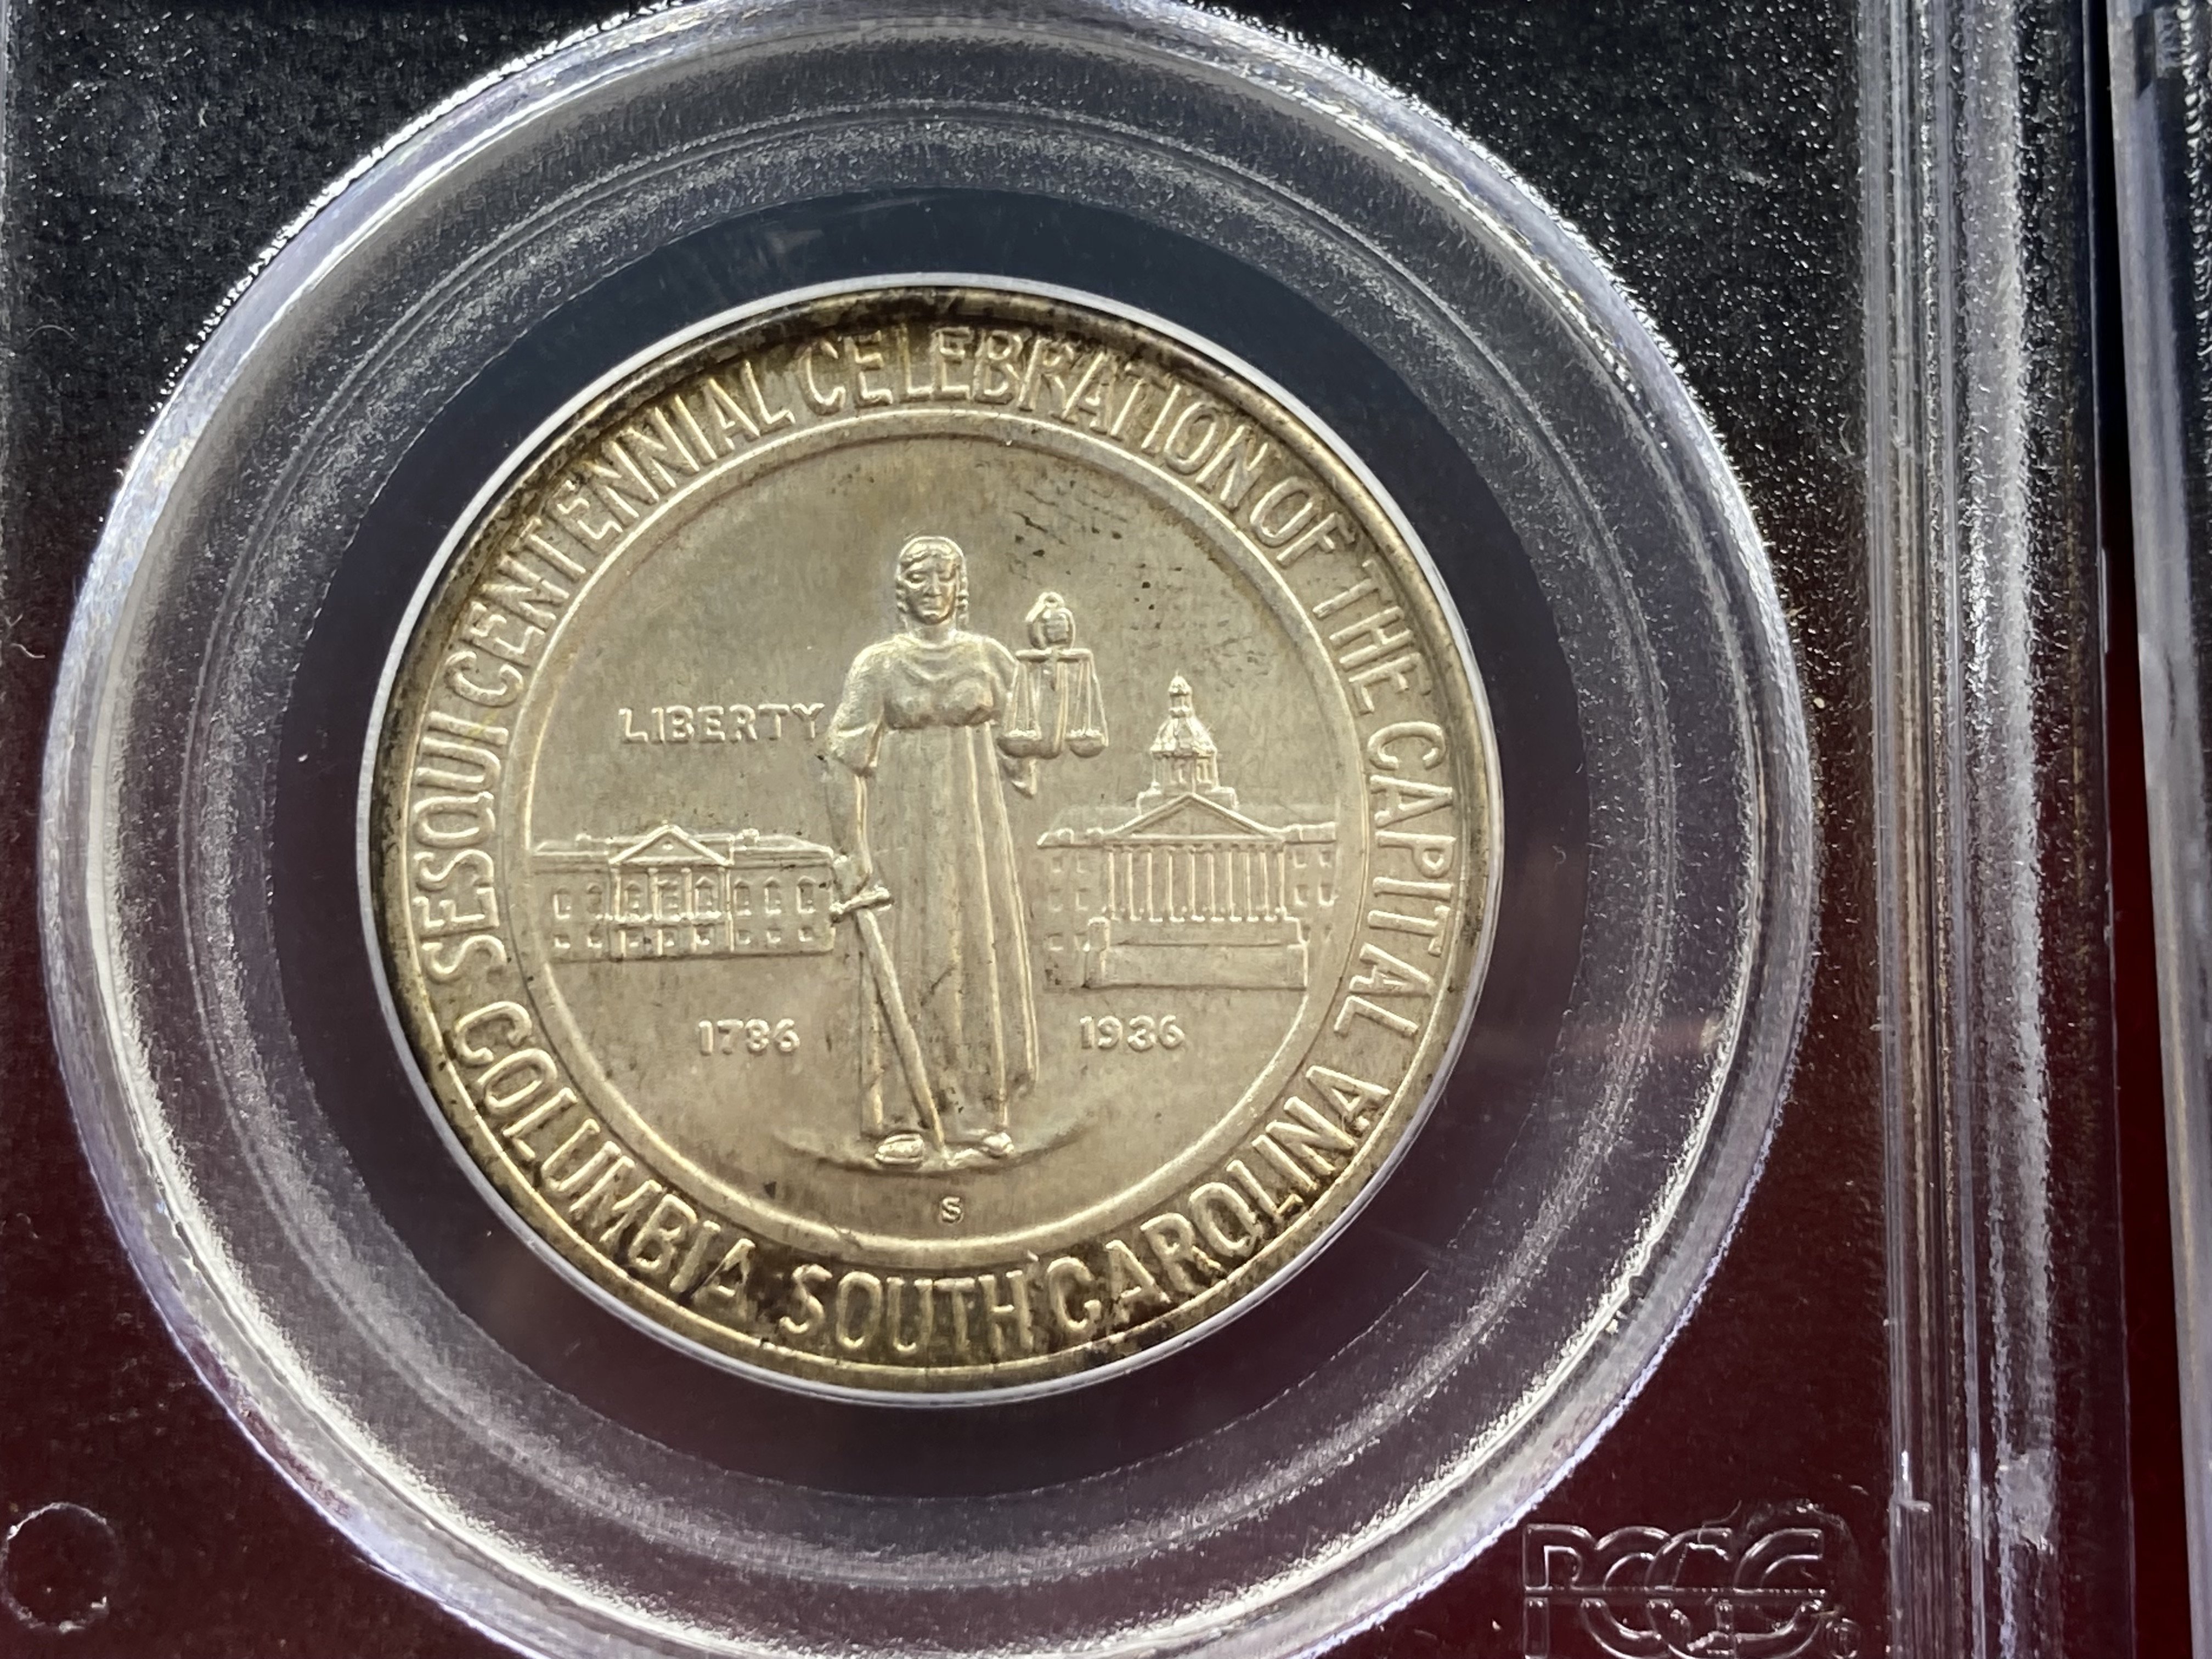 SESQUICENTENNIAL CELEBRATION OF THE CAPITAL
COLUMBIA SOUTH CAROLINA
LIBERTY
1786 1936
S
PCGS